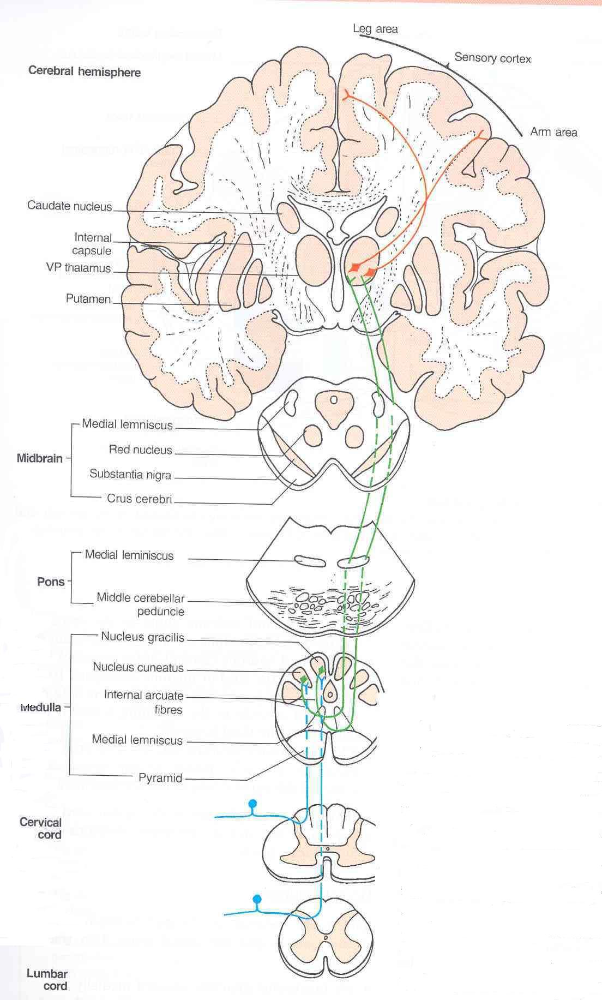 Leg area
Sensory cortex
Cerebral hemisphere
Arm area
Caudate nucleus
Internal
capsule
VP thalamus
Putamen
Medial lemniscus
Red nucleus
Midbrain
Substantia nigra
Crus cerebri
Medial leminiscus
Pons
Middle cerebellar
peduncle
Nucleus gracilis
Nucleus cuneatus
Internal arcuate
fibres
Medulla
Medial lemniscus
Pyramid
Cervical
cord
Lumbar
cord